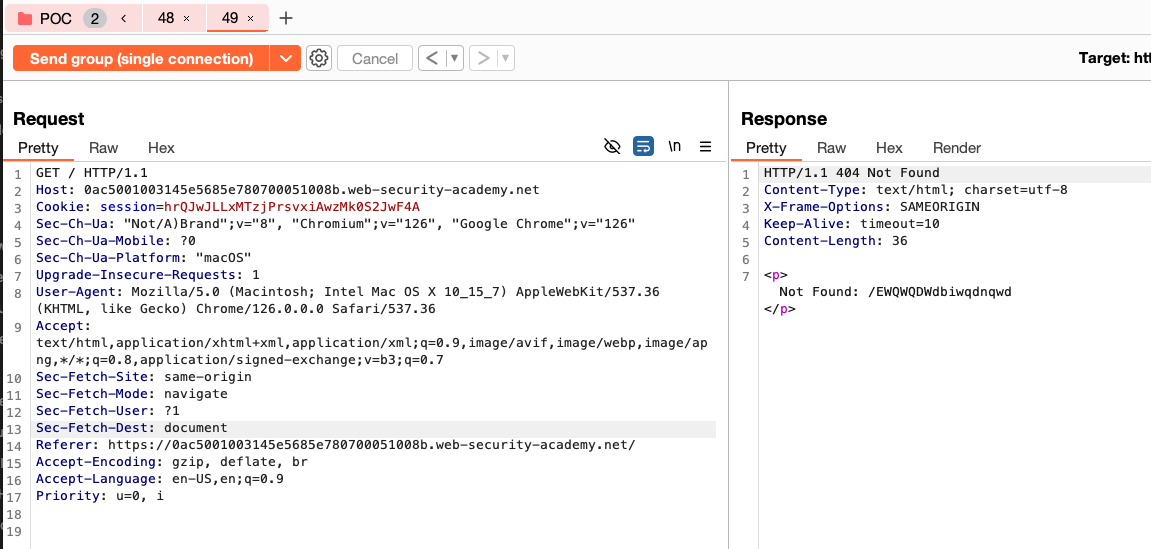 POC 2 < 48 × 49 × +
Send group (single connection) Cancel < ▼ > ▼ Target: htt
Request
Pretty Raw Hex \n
1 GET / HTTP/1.1
2 Host: 0ac5001003145e5685e780700051008b.web-security-academy.net
3 Cookie: session=hrQJwJLLxMTzjPrsvxiAwzMk0S2JwF4A
4 Sec-Ch-Ua: "Not/A)Brand";v="8", "Chromium";v="126", "Google Chrome";v="126"
5 Sec-Ch-Ua-Mobile: ?0
6 Sec-Ch-Ua-Platform: "macOS"
7 Upgrade-Insecure-Requests: 1
8 User-Agent: Mozilla/5.0 (Macintosh; Intel Mac OS X 10_15_7) AppleWebKit/537.36
(KHTML, like Gecko) Chrome/126.0.0.0 Safari/537.36
9 Accept:
text/html,application/xhtml+xml,application/xml;q=0.9,image/avif,image/webp,image/ap
ng,*/*;q=0.8,application/signed-exchange;v=b3;q=0.7
10 Sec-Fetch-Site: same-origin
11 Sec-Fetch-Mode: navigate
12 Sec-Fetch-User: ?1
13 Sec-Fetch-Dest: document
14 Referer: https://0ac5001003145e5685e780700051008b.web-security-academy.net/
15 Accept-Encoding: gzip, deflate, br
16 Accept-Language: en-US,en;q=0.9
17 Priority: u=0, i
18
19
Response
Pretty Raw Hex Render
1 HTTP/1.1 404 Not Found
2 Content-Type: text/html; charset=utf-8
3 X-Frame-Options: SAMEORIGIN
4 Keep-Alive: timeout=10
5 Content-Length: 36
6
7 <p>
Not Found: /EWQWQDWdbiwqdnqwd
</p>